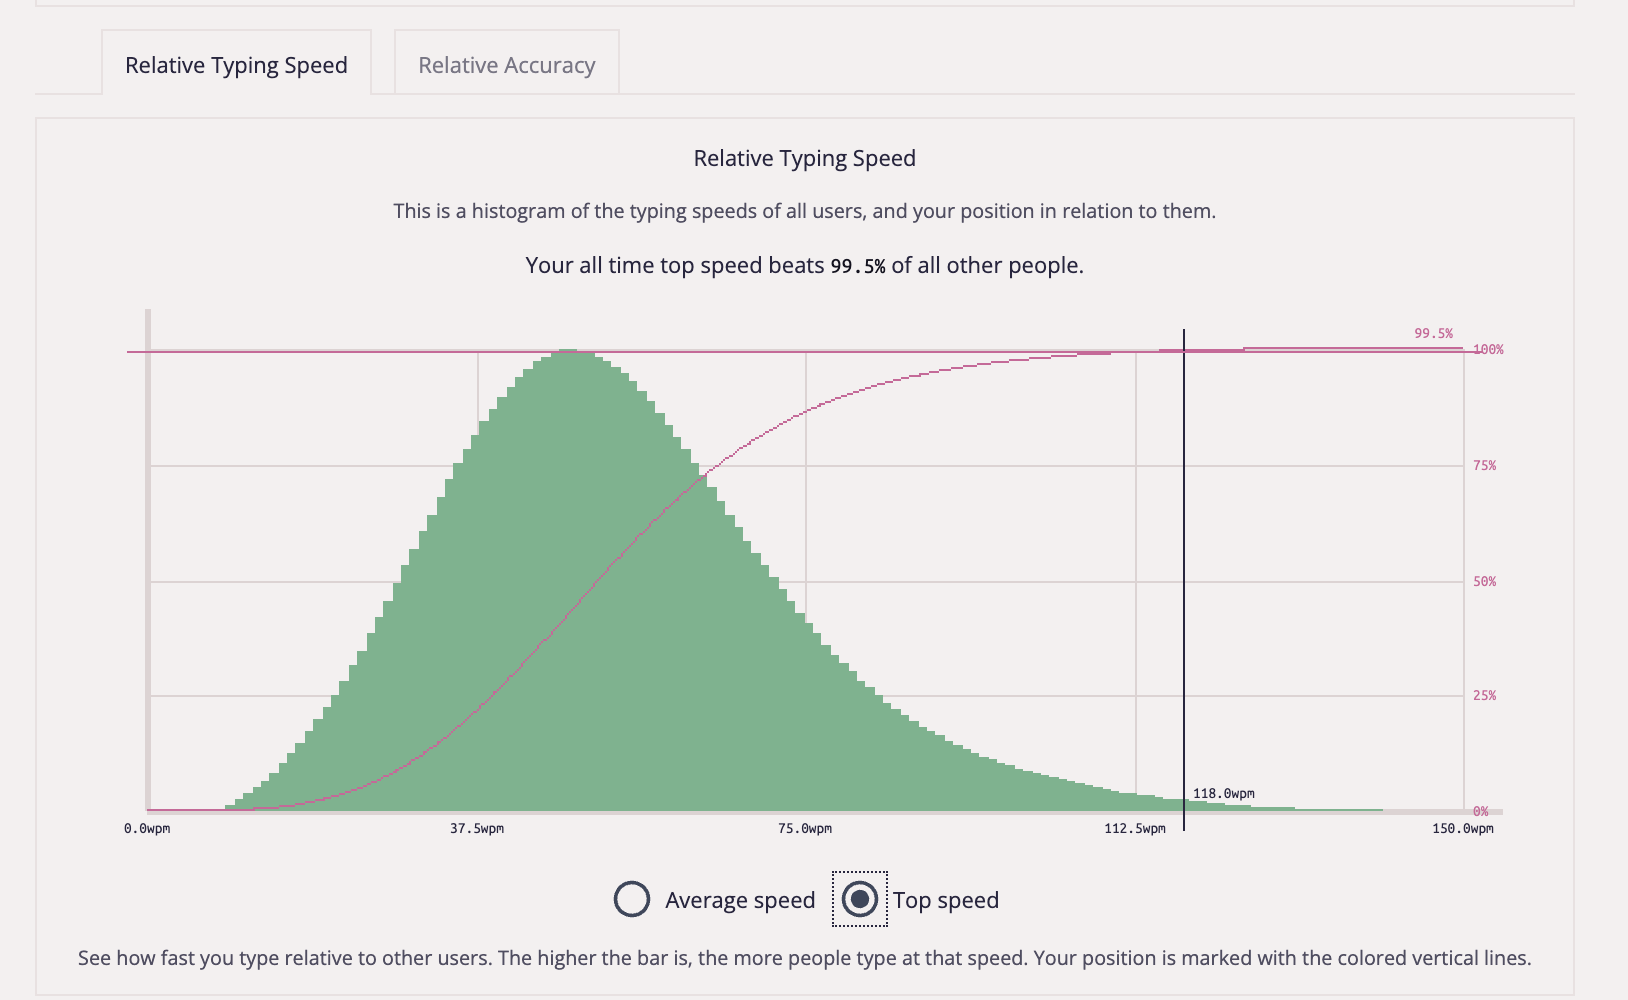 Relative Typing Speed
Relative Accuracy
Relative Typing Speed
This is a histogram of the typing speeds of all users, and your position in relation to them.
Your all time top speed beats 99.5% of all other people.
99.5%
100%
75%
50%
25%
118.0wpm
0%
0.0wpm
37.5wpm
75.0wpm
112.5wpm
150.0wpm
Average speed
Top speed
See how fast you type relative to other users. The higher the bar is, the more people type at that speed. Your position is marked with the colored vertical lines.